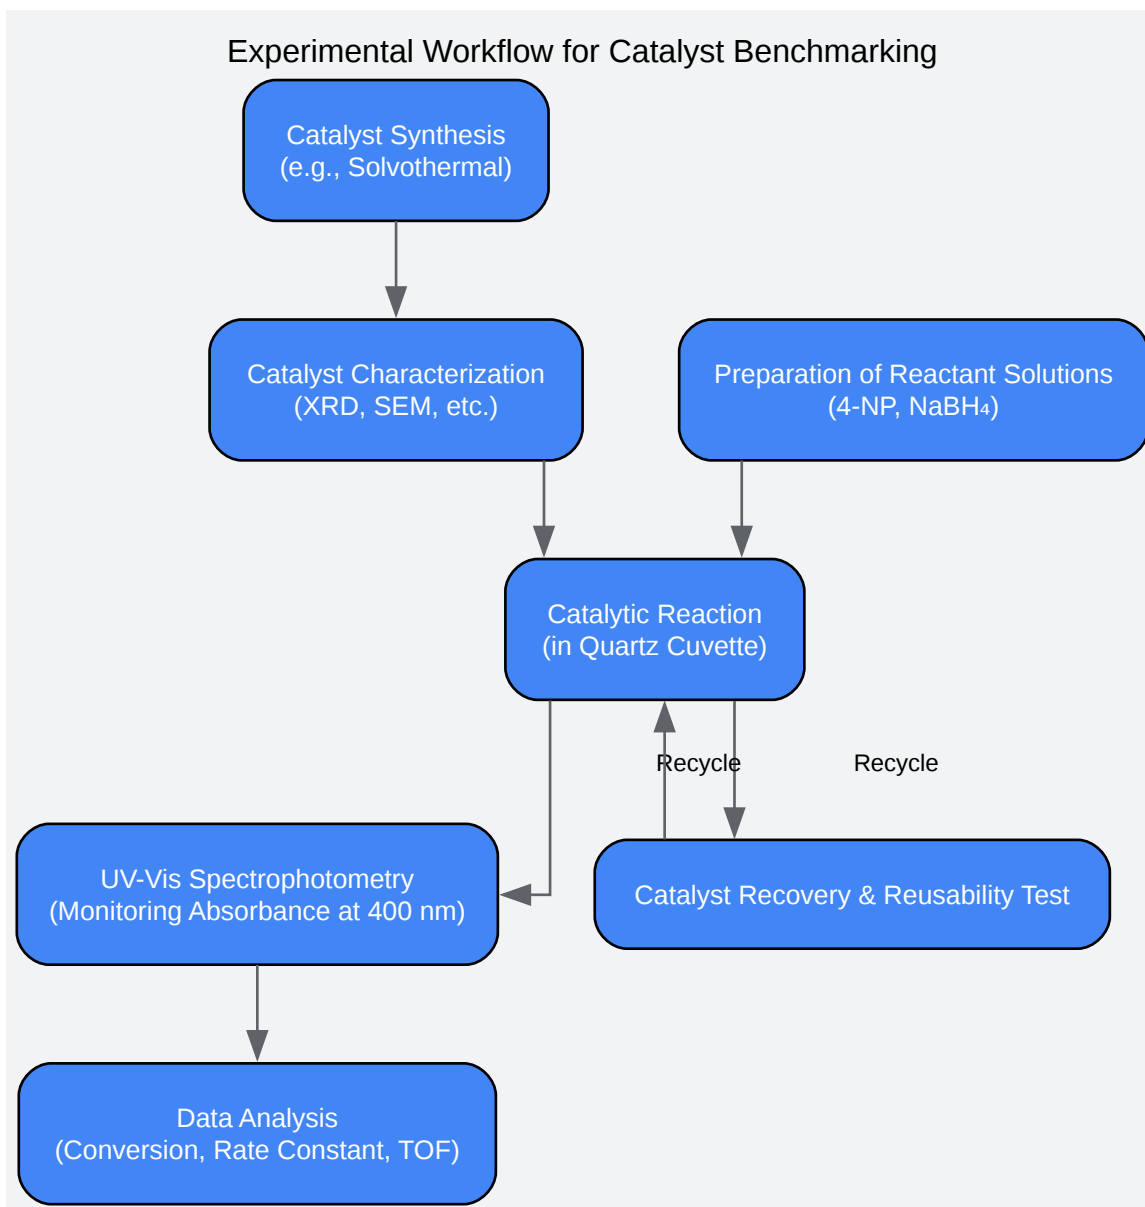 Experimental Workflow for Catalyst Benchmarking
Catalyst Synthesis
(e.g., Solvothermal)
Catalyst Characterization
(XRD, SEM, etc.)
Preparation of Reactant Solutions
(4-NP, NaBH₄)
Catalytic Reaction
(in Quartz Cuvette)
Recycle
Recycle
UV-Vis Spectrophotometry
(Monitoring Absorbance at 400 nm)
Catalyst Recovery & Reusability Test
Data Analysis
(Conversion, Rate Constant, TOF)